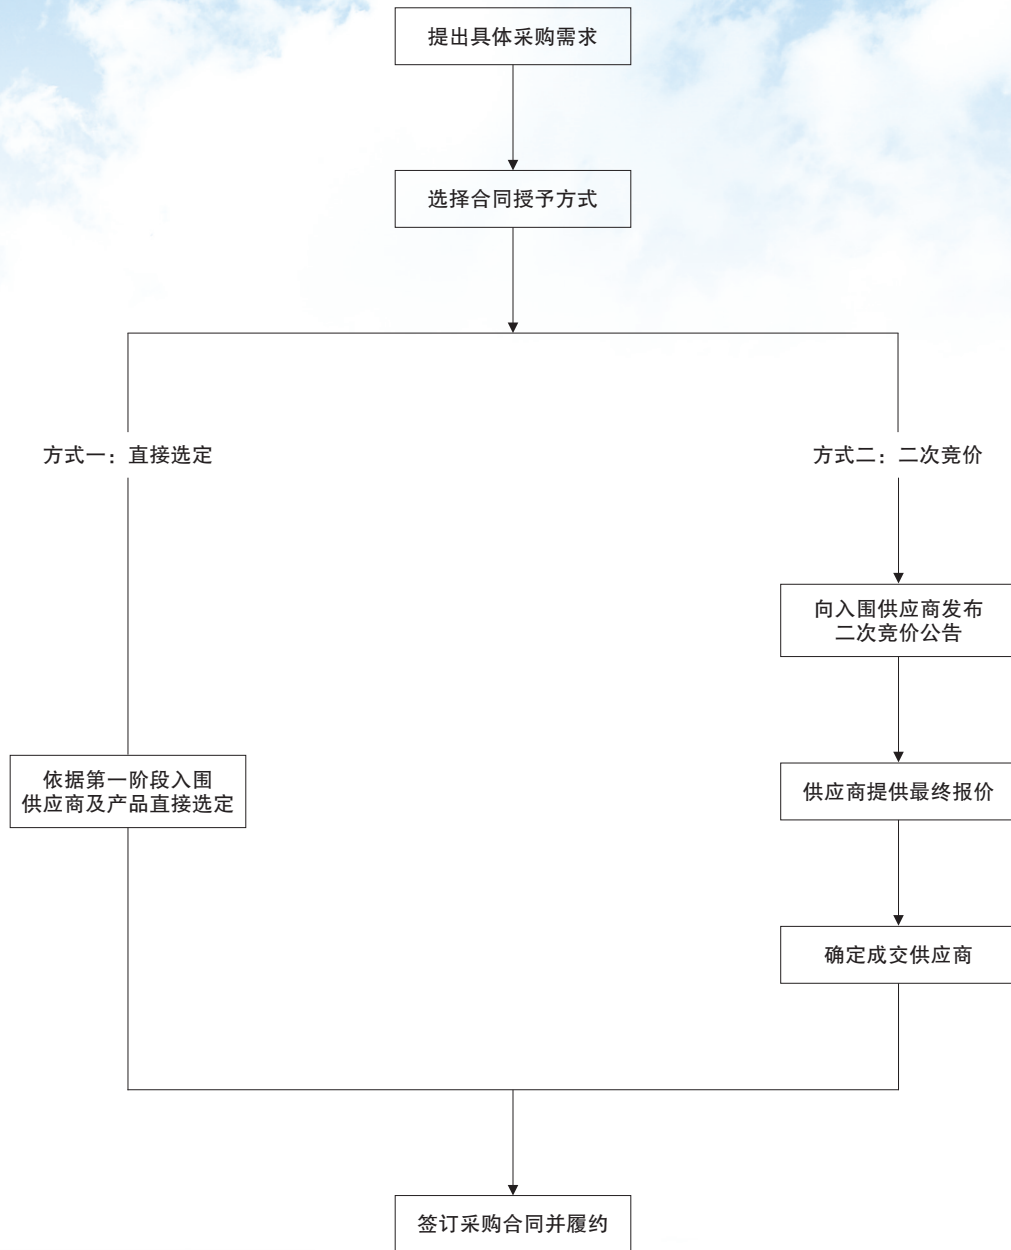 提出具体采购需求
选择合同授予方式
方式一：直接选定
方式二：二次竞价
向入围供应商发布
二次竞价公告
依据第一阶段入围
供应商及产品直接选定
供应商提供最终报价
确定成交供应商
签订采购合同并履约